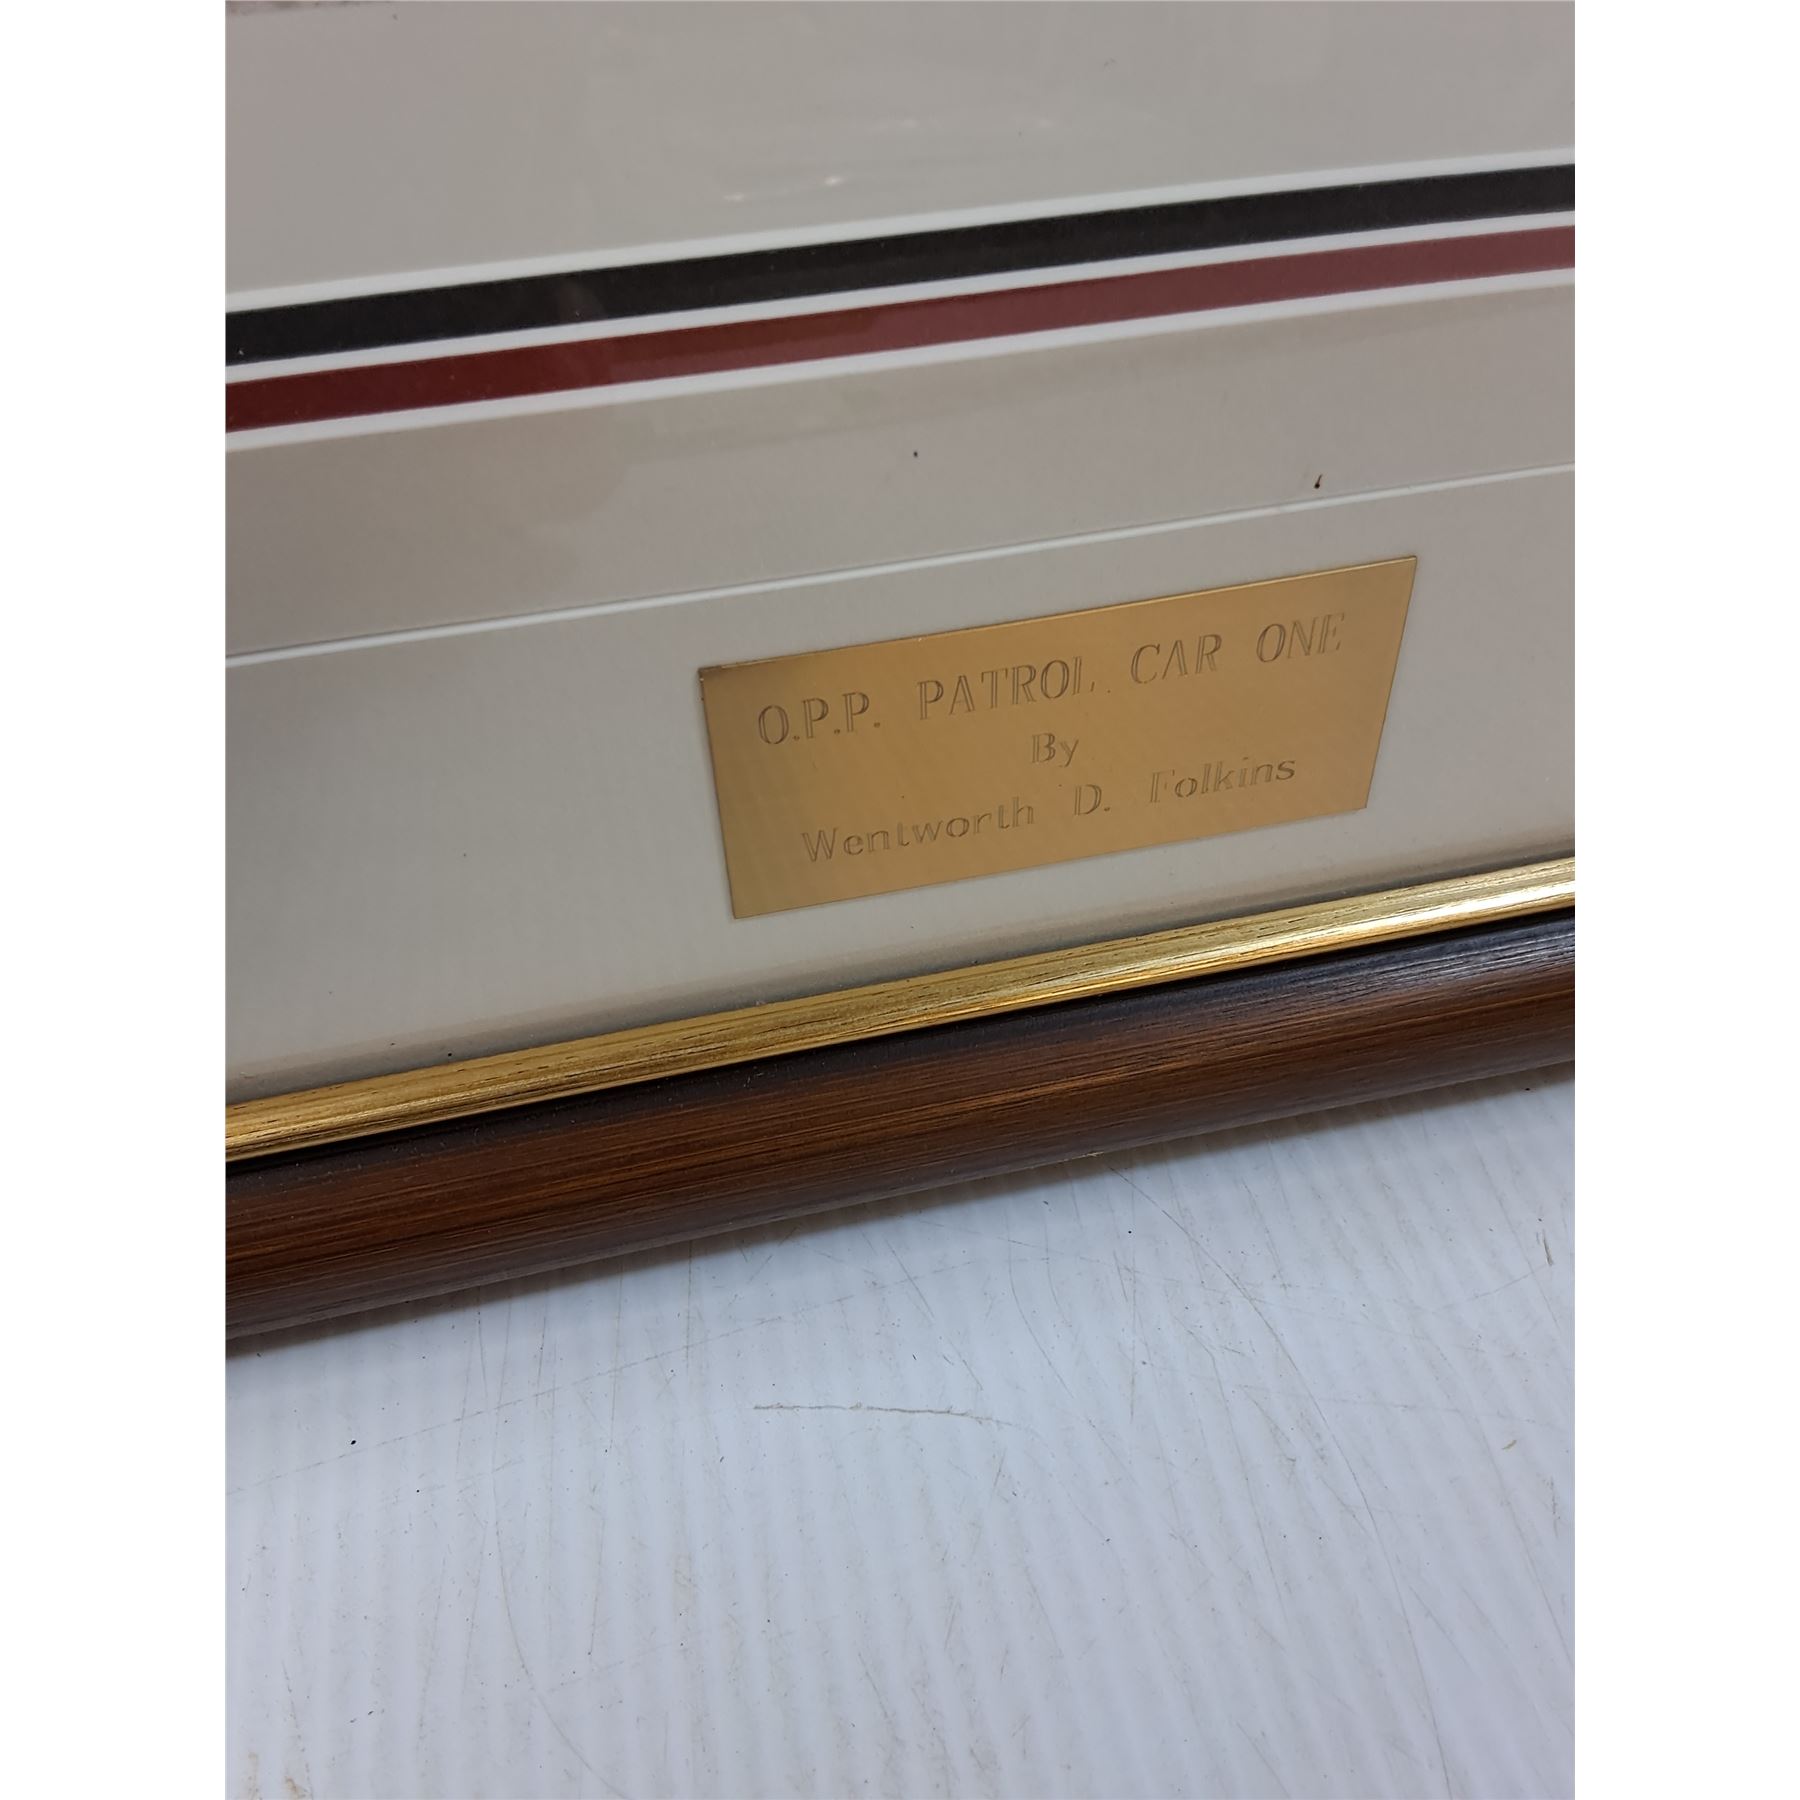 O.P.P. PATROL CAR ONE
By
Wentworth D. Folkins